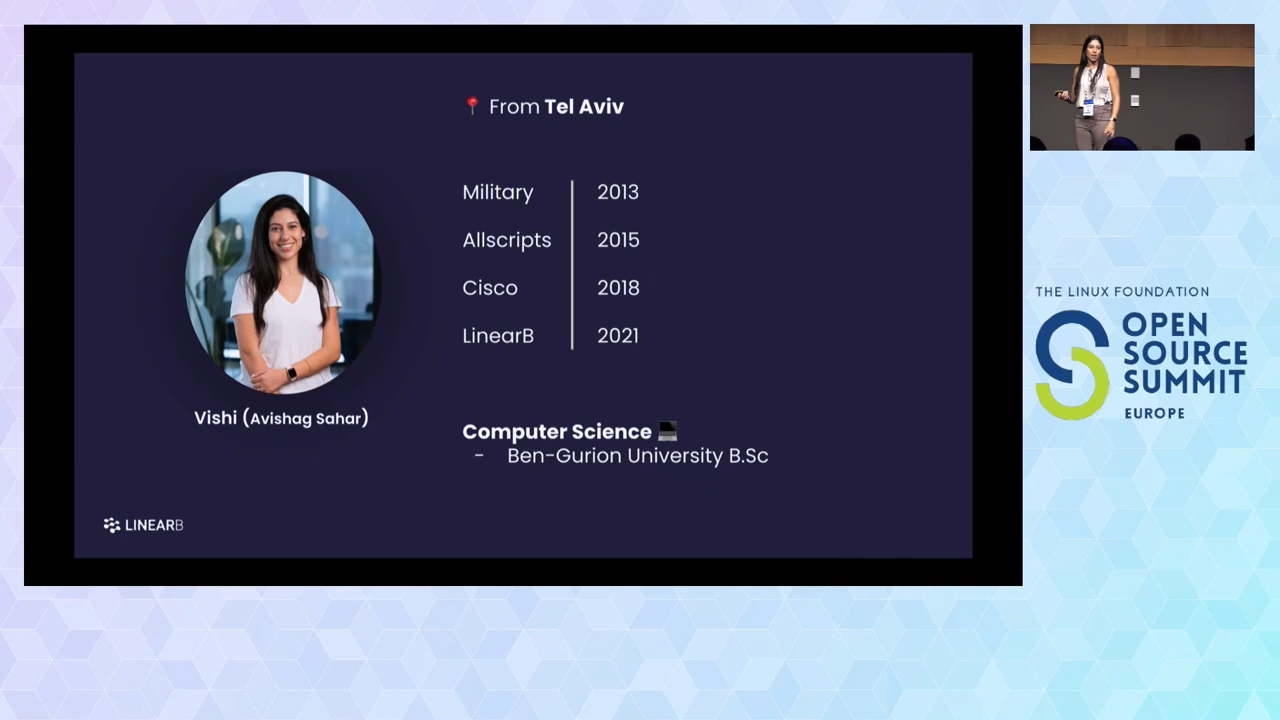 📍 From Tel Aviv
Military 2013
Allscripts 2015
Cisco 2018
LinearB 2021
Vishi (Avishag Sahar)
Computer Science 💻
- Ben-Gurion University B.Sc
LINEARB
THE LINUX FOUNDATION
OPEN
SOURCE
SUMMIT
EUROPE